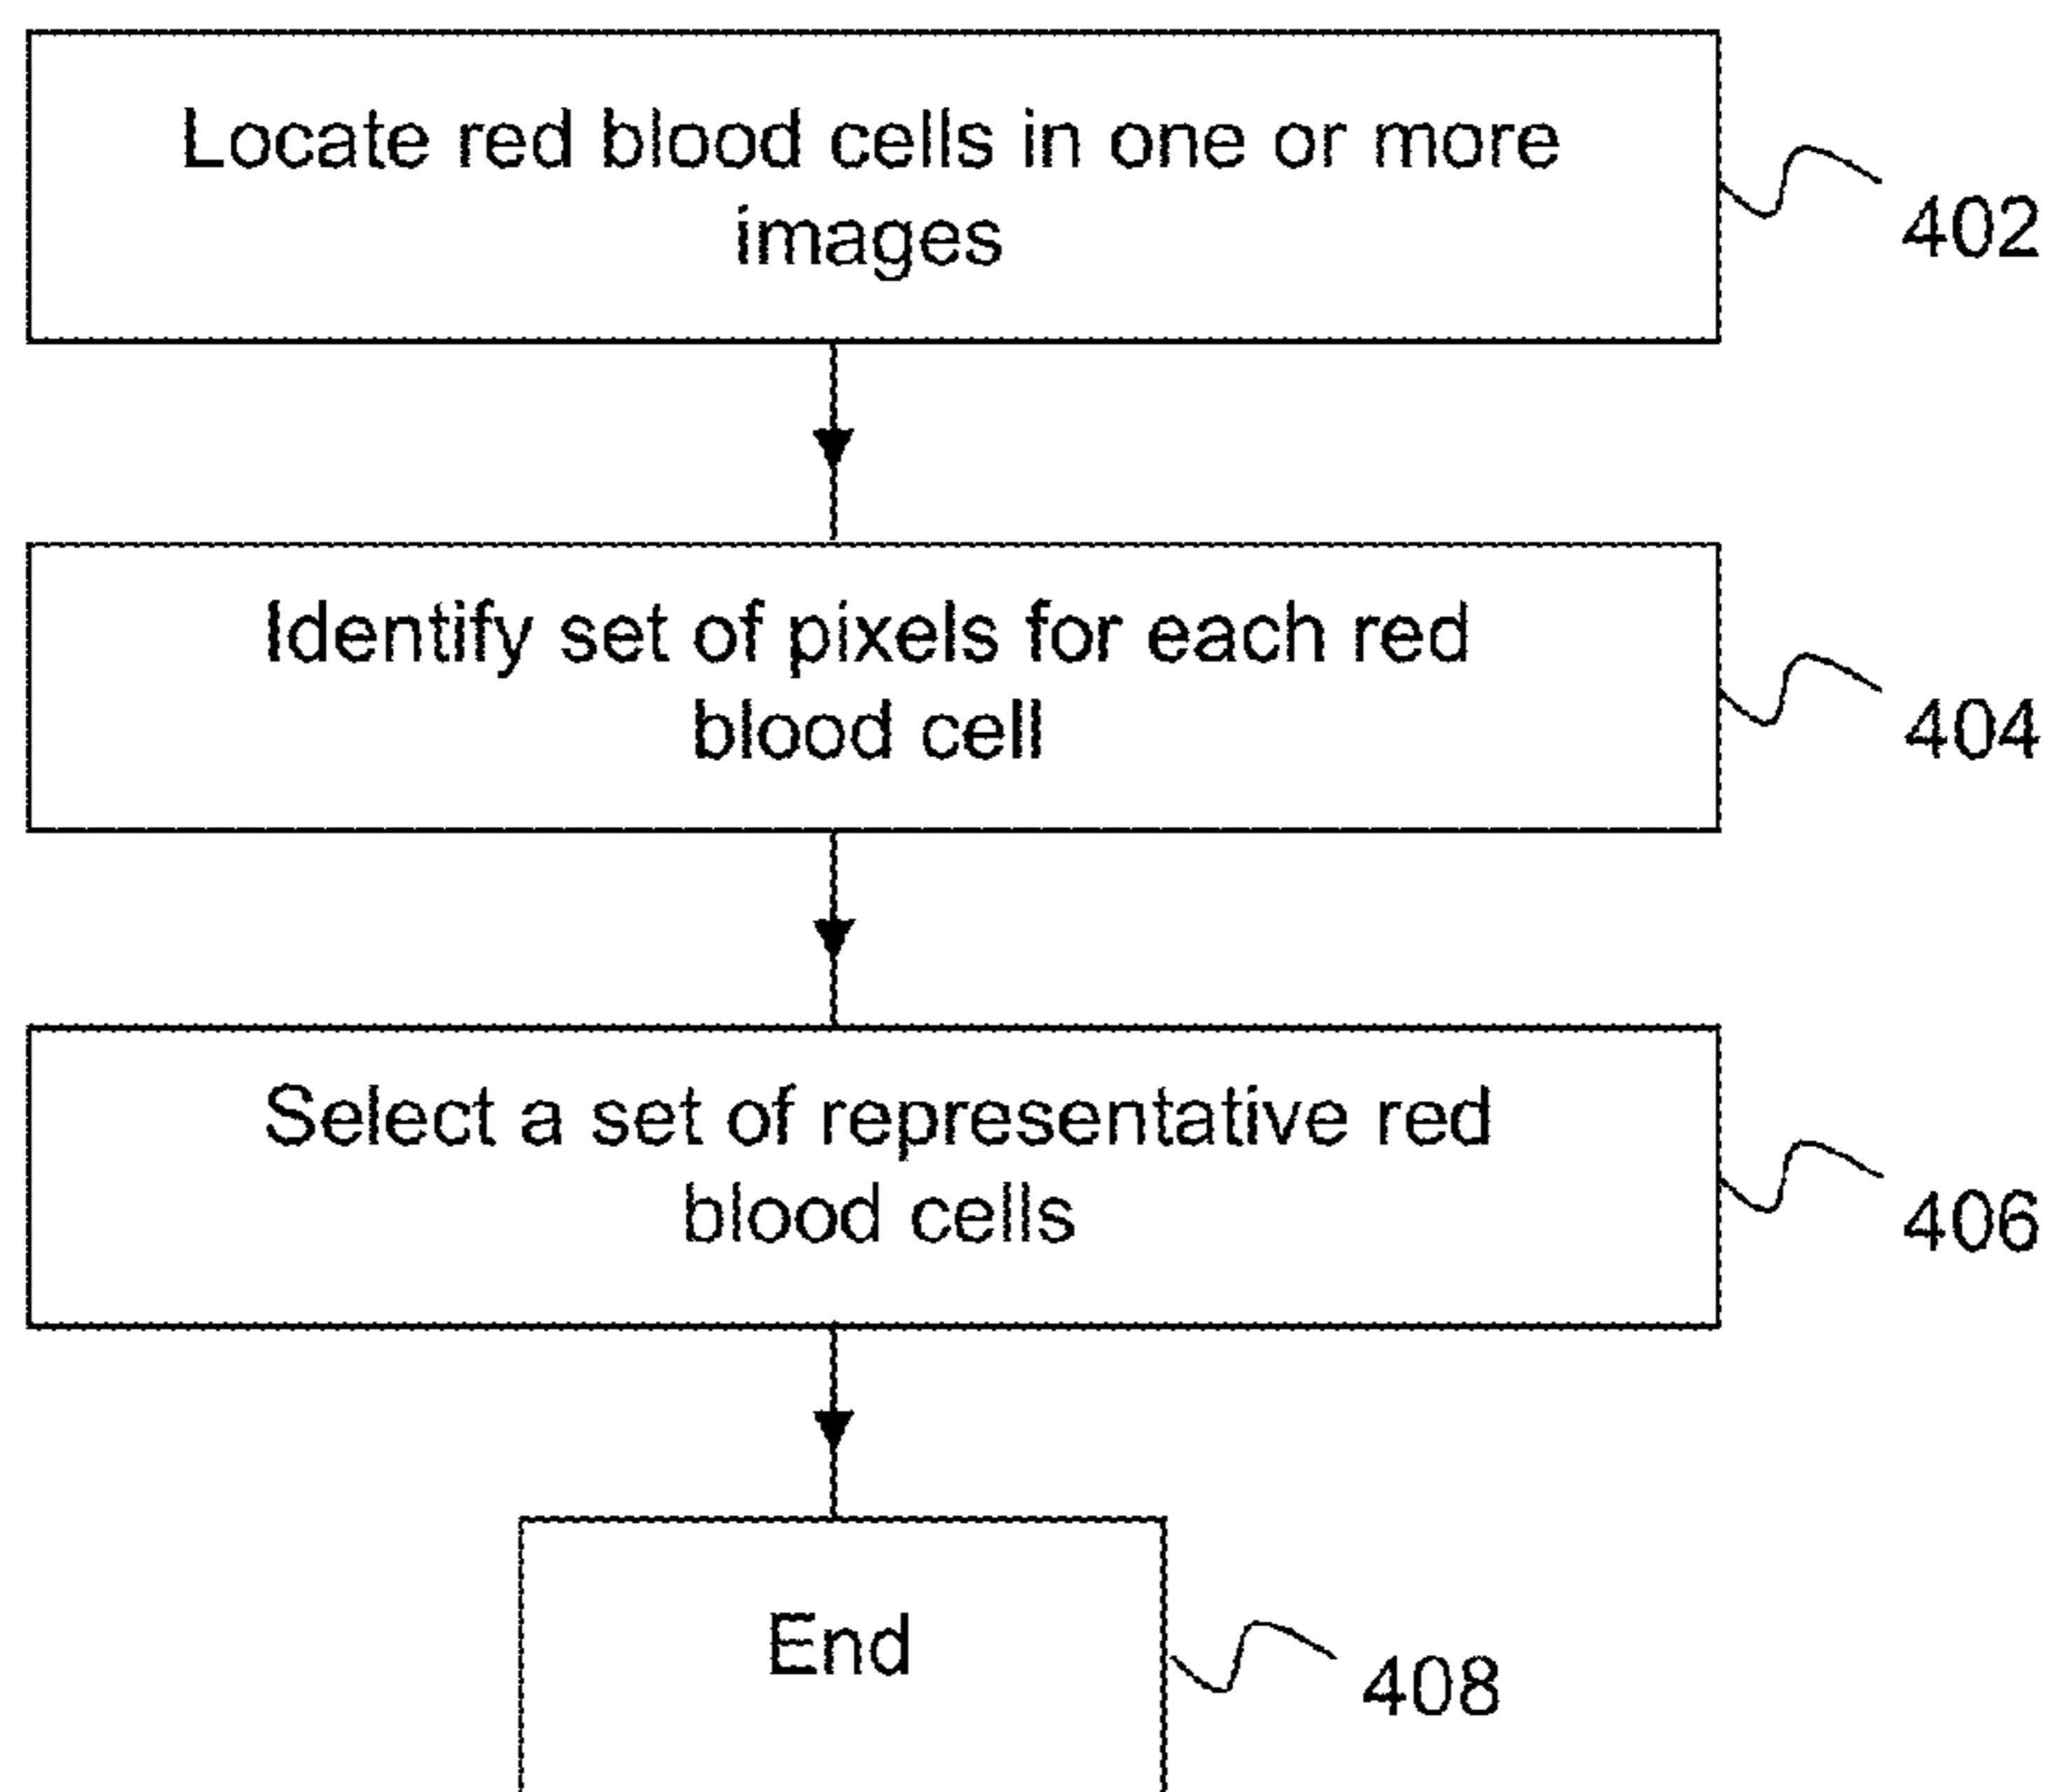 Locate red blood cells in one or more
images
402
Identify set of pixels for each red
blood cell
404
Select a set of representative red
blood cells
406
End
408